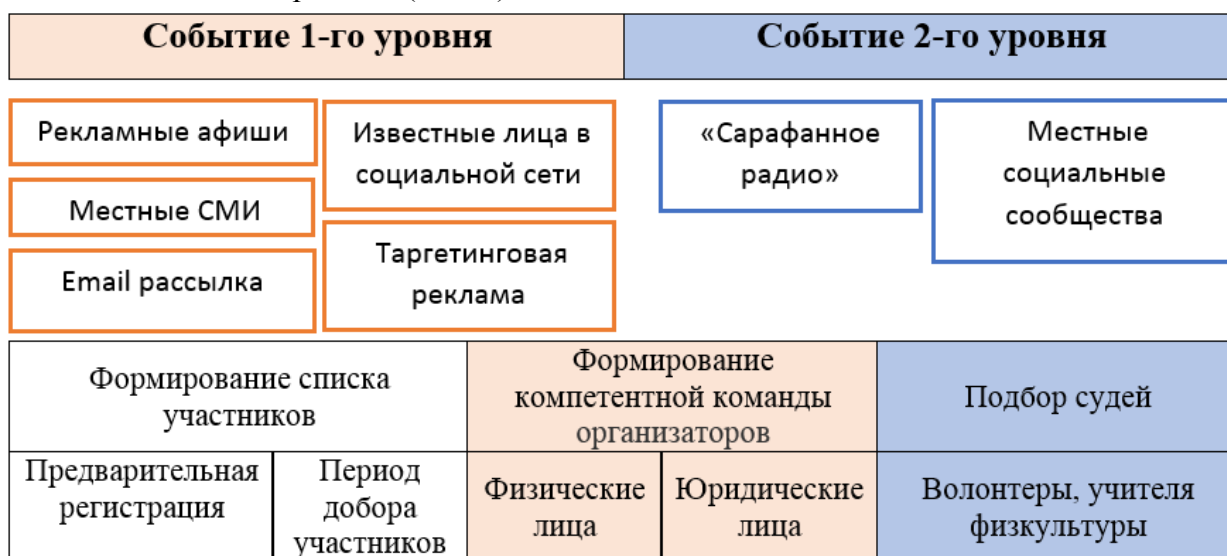 Событие 1-го уровня
Событие 2-го уровня
Рекламные афиши
Местные СМИ
Email рассылка
Известные лица в
социальной сети
Таргетинговая
реклама
«Сарафанное
радио»
Местные
социальные
сообщества
Формирование списка
участников
Формирование
компетентной команды
организаторов
Подбор судей
Предварительная
регистрация
Период
добора
участников
Физические
лица
Юридические
лица
Волонтеры, учителя
физкультуры